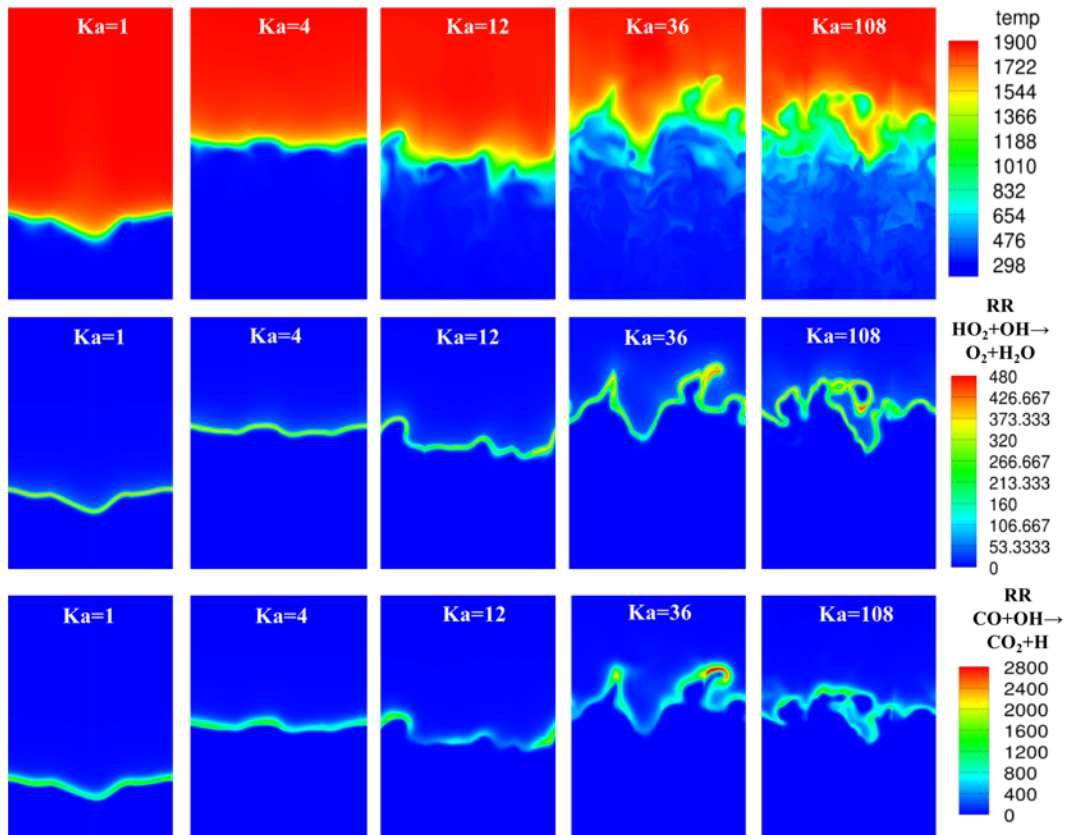 Ka=1
Ka=4
Ka=12
Ka=36
Ka=108
temp
1900
1722
1544
1366
1188
1010
832
654
476
298
Ka=1
Ka=4
Ka=12
Ka=36
Ka=108
RR
HO₂+OH→
O₂+H₂O
480
426.667
373.333
320
266.667
213.333
160
106.667
53.3333
0
Ka=1
Ka=4
Ka=12
Ka=36
Ka=108
RR
CO+OH→
CO₂+H
2800
2400
2000
1600
1200
800
400
0